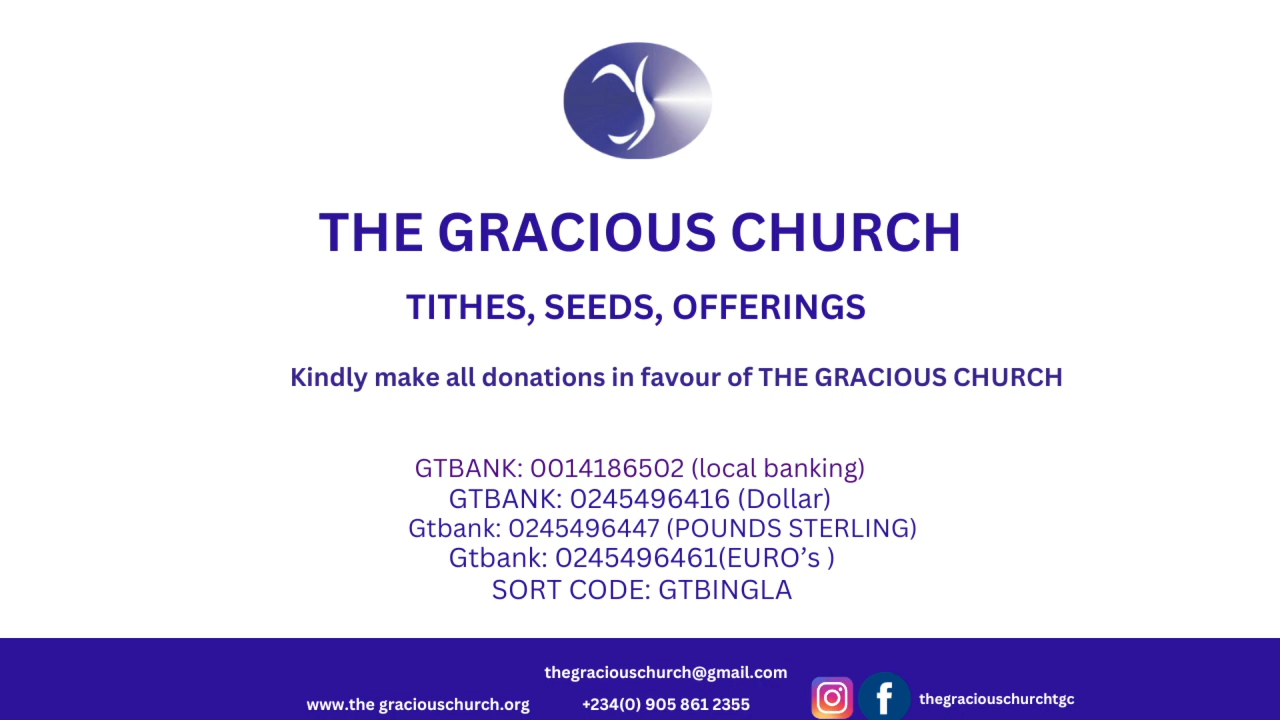 THE GRACIOUS CHURCH
TITHES, SEEDS, OFFERINGS
Kindly make all donations in favour of THE GRACIOUS CHURCH
GTBANK: 0014186502 (local banking)
GTBANK: 0245496416 (Dollar)
Gtbank: 0245496447 (POUNDS STERLING)
Gtbank: 0245496461(EURO’s )
SORT CODE: GTBINGLA
thegraciouschurch@gmail.com
www.the graciouschurch.org
+234(0) 905 861 2355
thegraciouschurchtgc